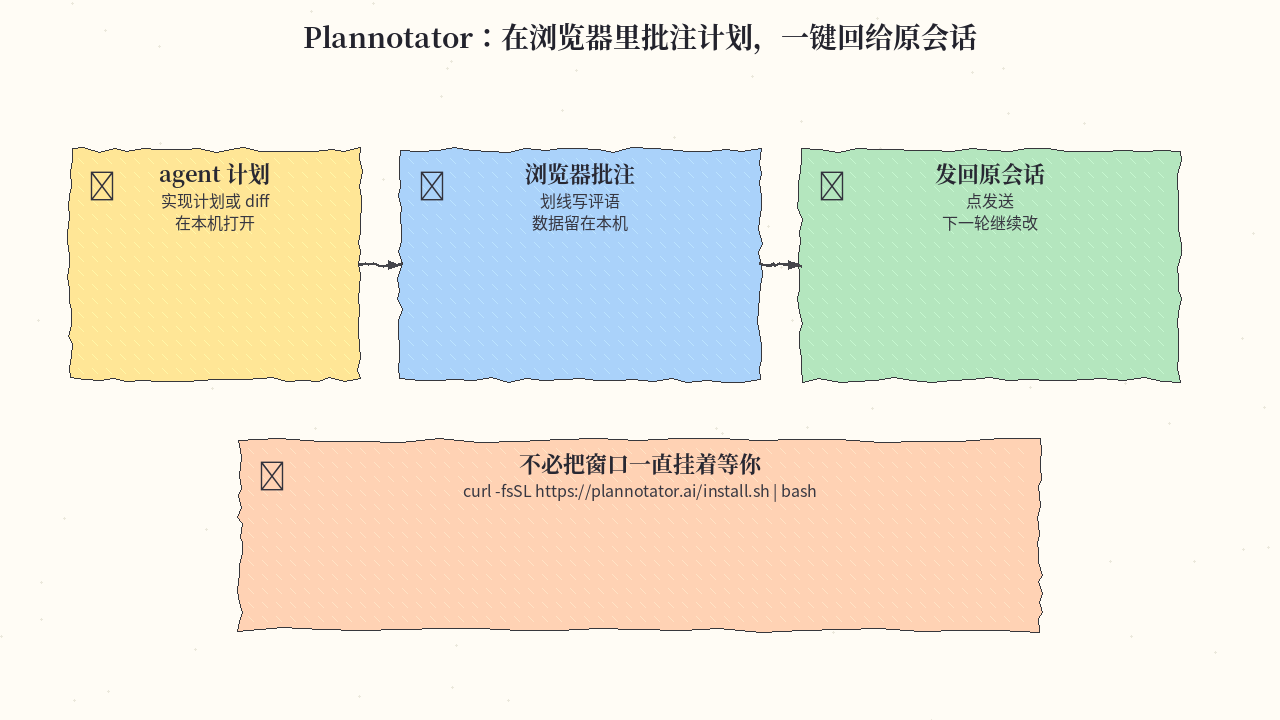 Plannotator：在浏览器里批注计划，一键回给原会话
agent 计划
实现计划或 diff
在本机打开
浏览器批注
划线写评语
数据留在本机
发回原会话
点发送
下一轮继续改
不必把窗口一直挂着等你
curl -fsSL https://plannotator.ai/install.sh | bash